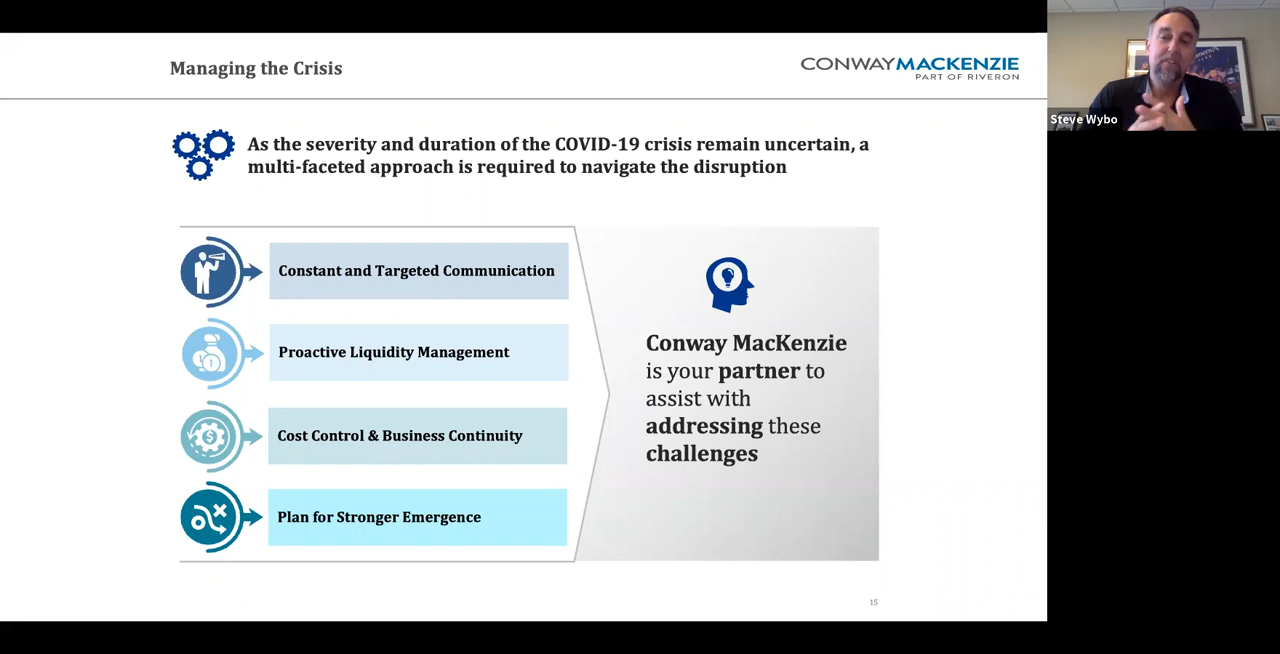 Managing the Crisis
CONWAYMACKENZIE
PART OF RIVERON
Steve Wybo
As the severity and duration of the COVID-19 crisis remain uncertain, a
multi-faceted approach is required to navigate the disruption
Constant and Targeted Communication
Proactive Liquidity Management
Cost Control & Business Continuity
Plan for Stronger Emergence
Conway MacKenzie
is your partner to
assist with
addressing these
challenges
15